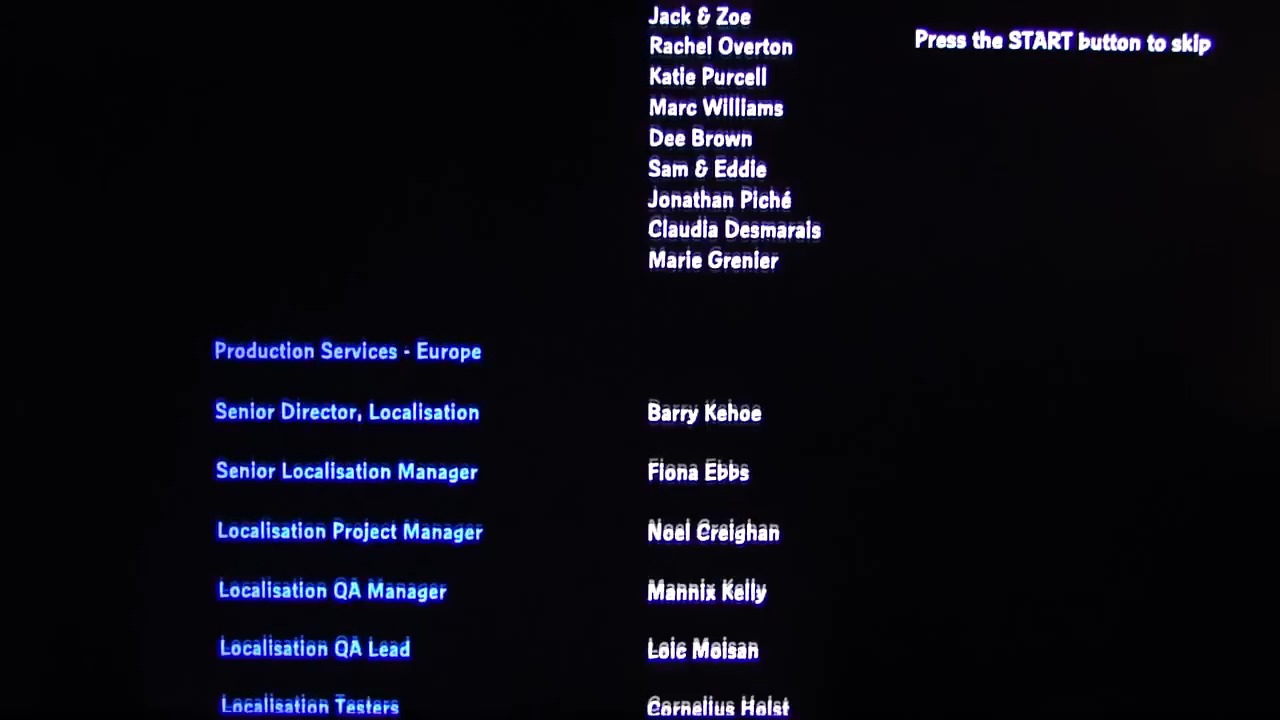 Jack & Zoe
Press the START button to skip
Rachel Overton
Katie Purcell
Marc Williams
Dee Brown
Sam & Eddie
Jonathan Piché
Claudia Desmarais
Marie Grenier
Production Services - Europe
Senior Director, Localisation Barry Kehoe
Senior Localisation Manager Fiona Ebbs
Localisation Project Manager Noel Creighan
Localisation QA Manager Mannix Kelly
Localisation QA Lead Loic Moisan
Localisation Testers Cornelius Holst